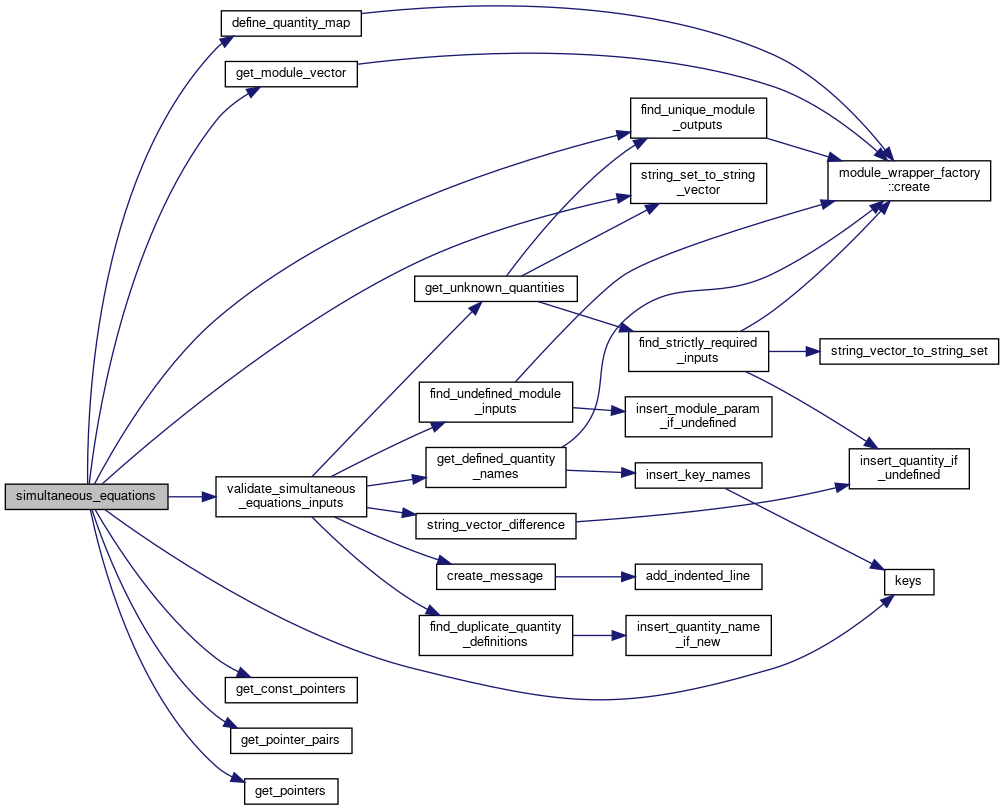 define_quantity_map
get_module_vector
find_unique_module
_outputs
module_wrapper_factory
::create
string_set_to_string
_vector
get_unknown_quantities
find_strictly_required
_inputs
string_vector_to_string_set
find_undefined_module
_inputs
insert_module_param
_if_undefined
get_defined_quantity
_names
insert_key_names
insert_quantity_if
_undefined
simultaneous_equations
validate_simultaneous
_equations_inputs
string_vector_difference
create_message
add_indented_line
keys
find_duplicate_quantity
_definitions
insert_quantity_name
_if_new
get_const_pointers
get_pointer_pairs
get_pointers